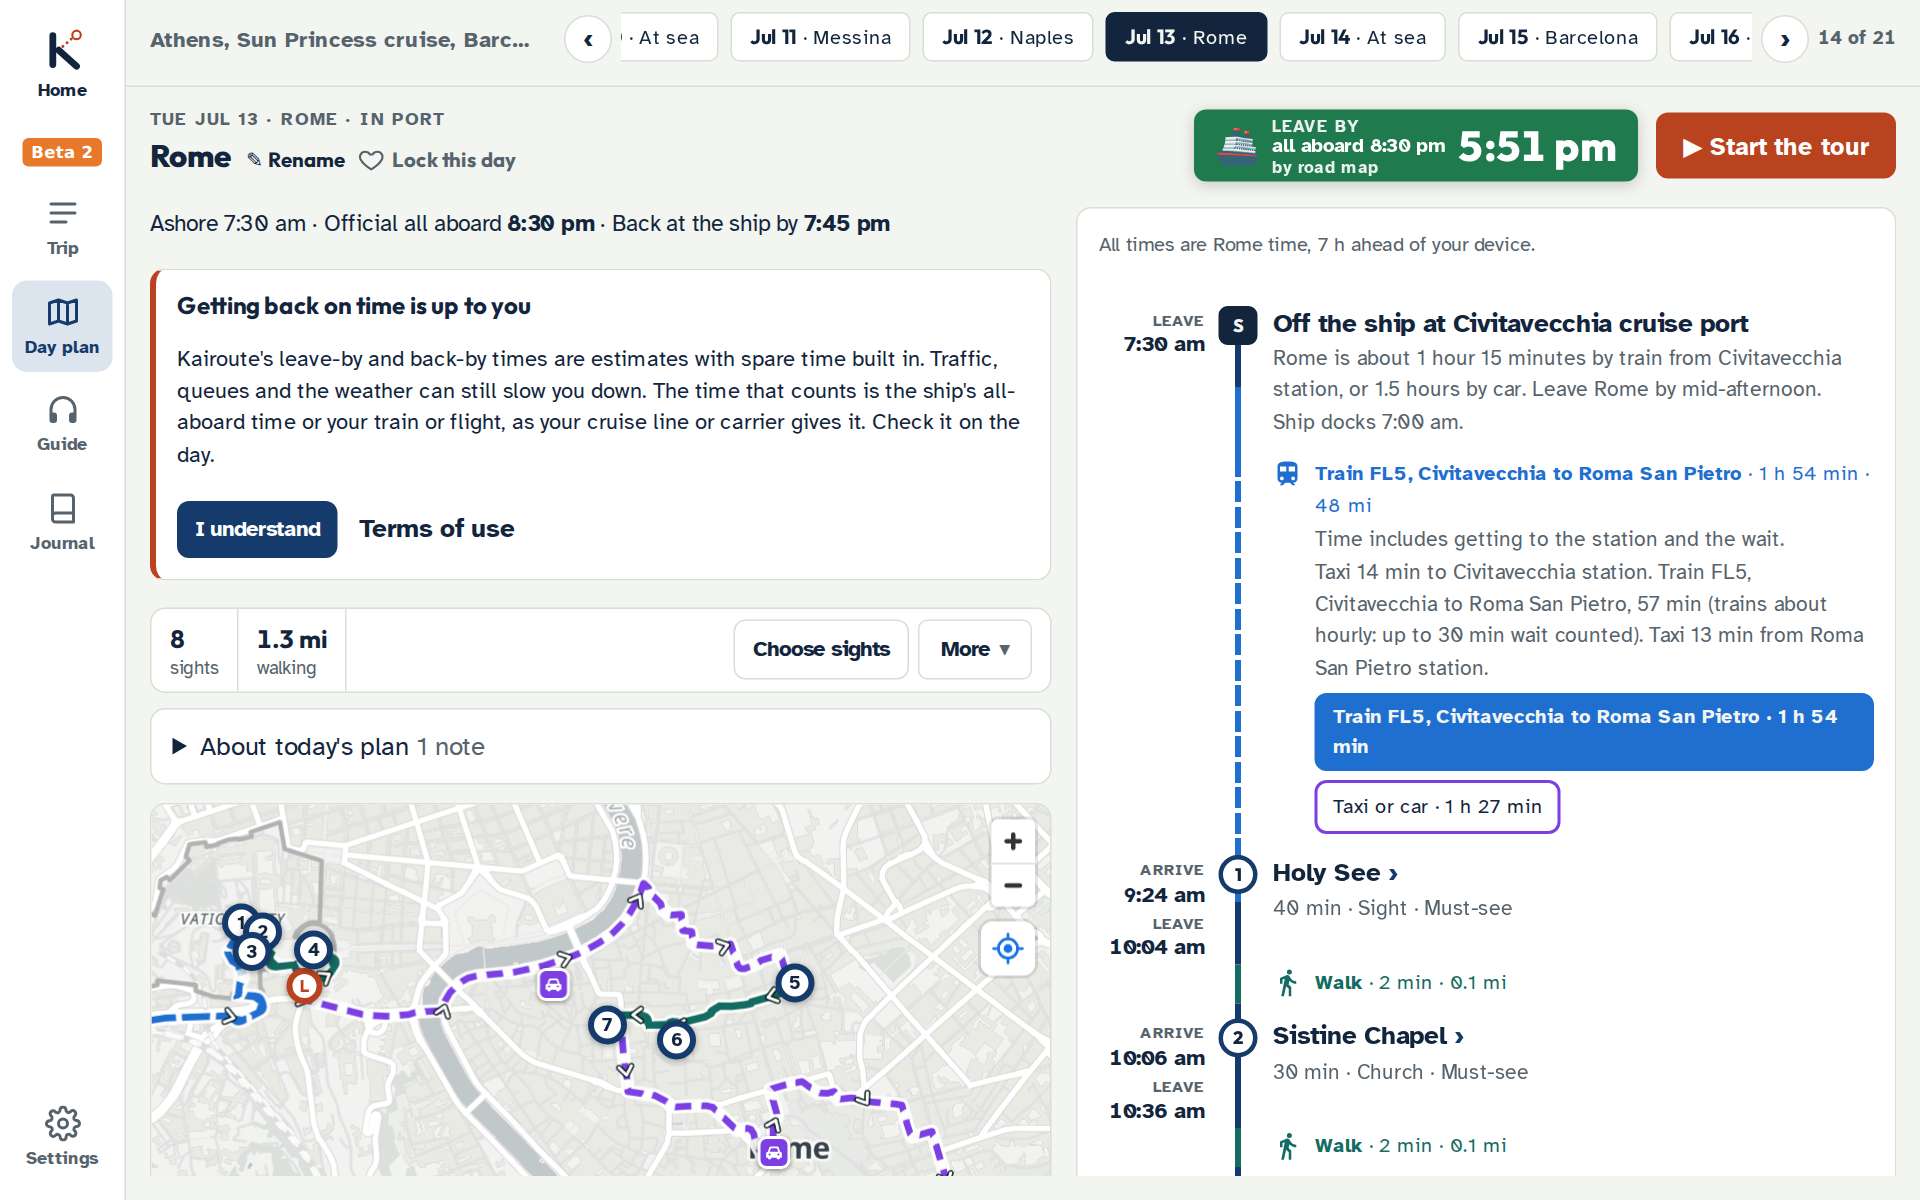 Home
Beta 2
Trip
Day plan
Guide
Journal
Settings
Athens, Sun Princess cruise, Barc...
‹
· At sea
Jul 11 · Messina
Jul 12 · Naples
Jul 13 · Rome
Jul 14 · At sea
Jul 15 · Barcelona
Jul 16 ·
›
14 of 21
TUE JUL 13 · ROME · IN PORT
Rome
✎ Rename
Lock this day
LEAVE BY
all aboard 8:30 pm
by road map
5:51 pm
▶ Start the tour
Ashore 7:30 am · Official all aboard 8:30 pm · Back at the ship by 7:45 pm
Getting back on time is up to you
Kairoute's leave-by and back-by times are estimates with spare time built in. Traffic,
queues and the weather can still slow you down. The time that counts is the ship's all-
aboard time or your train or flight, as your cruise line or carrier gives it. Check it on the
day.
I understand
Terms of use
8
sights
1.3 mi
walking
Choose sights
More ▼
▶ About today's plan 1 note
1
2
3
4
L
5
6
7
+
−
All times are Rome time, 7 h ahead of your device.
LEAVE
7:30 am
S
Off the ship at Civitavecchia cruise port
Rome is about 1 hour 15 minutes by train from Civitavecchia
station, or 1.5 hours by car. Leave Rome by mid-afternoon.
Ship docks 7:00 am.
Train FL5, Civitavecchia to Roma San Pietro · 1 h 54 min ·
48 mi
Time includes getting to the station and the wait.
Taxi 14 min to Civitavecchia station. Train FL5,
Civitavecchia to Roma San Pietro, 57 min (trains about
hourly: up to 30 min wait counted). Taxi 13 min from Roma
San Pietro station.
Train FL5, Civitavecchia to Roma San Pietro · 1 h 54
min
Taxi or car · 1 h 27 min
ARRIVE
9:24 am
LEAVE
10:04 am
1
Holy See ›
40 min · Sight · Must-see
Walk · 2 min · 0.1 mi
ARRIVE
10:06 am
LEAVE
10:36 am
2
Sistine Chapel ›
30 min · Church · Must-see
Walk · 2 min · 0.1 mi